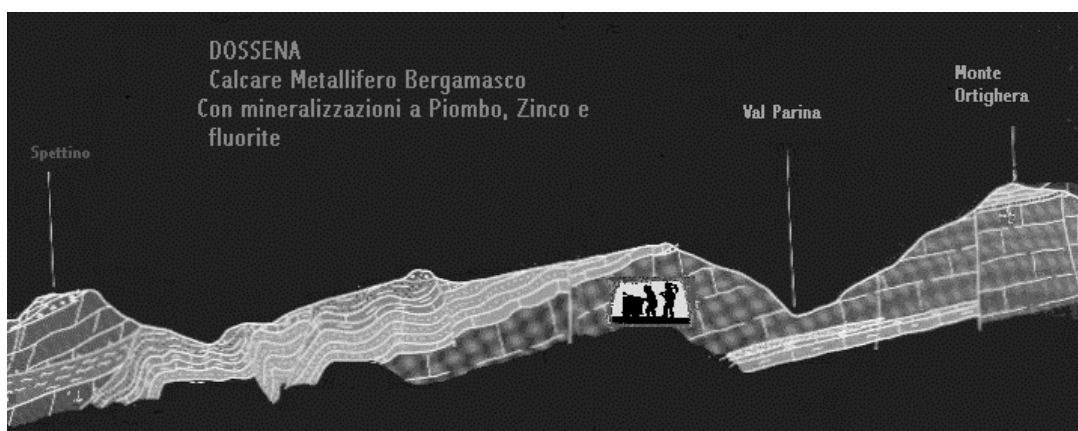 DOSSENA
Calcare Metallifero Bergamasco
Con mineralizzazioni a Piombo, Zinco e
fluorite
Spettino
Val Parina
Monte
Ortighera